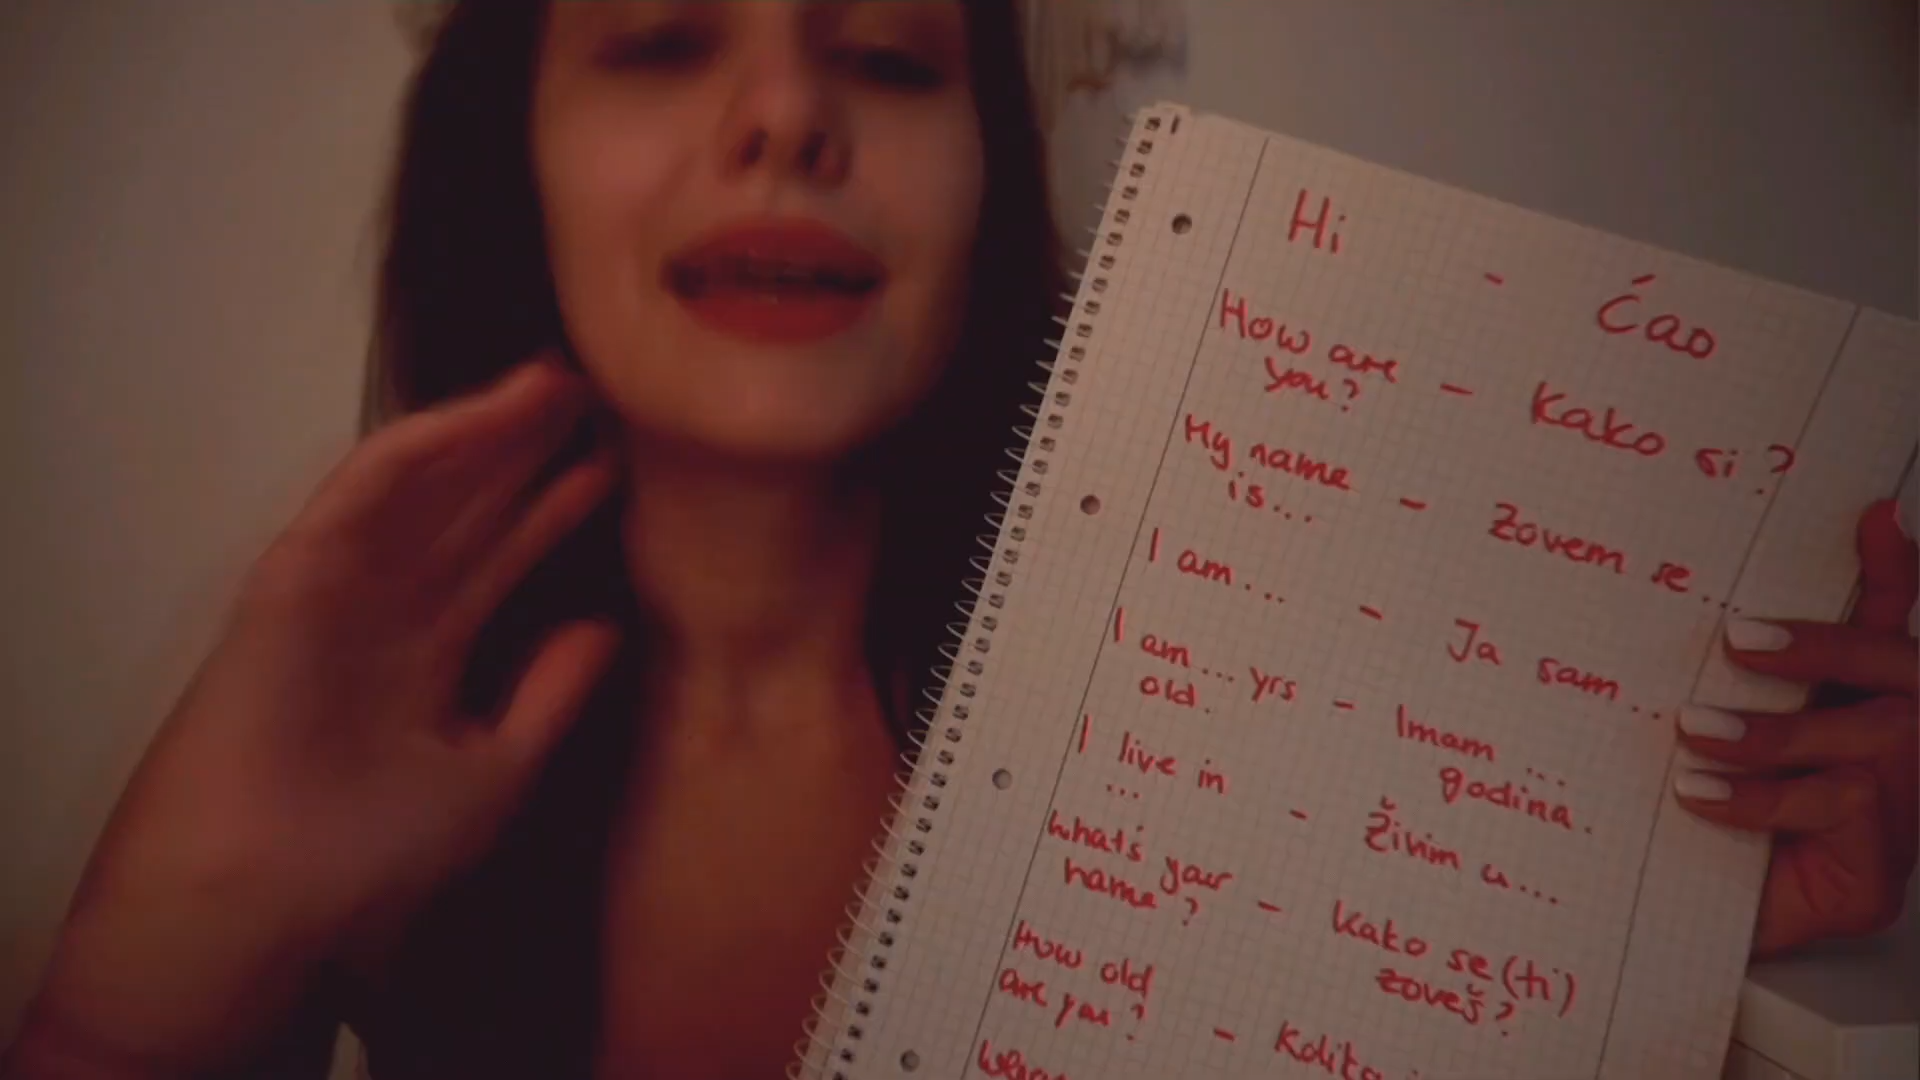 Hi - Ćao
How are - Kako si?
you?
My name - Zovem se...
is...
I am... - Ja sam...
I am... yrs - Imam ...
old. godina.
I live in - Živim u...
...
What's your - Kako se (ti)
name? zoveš?
How old
are you? - Koliko